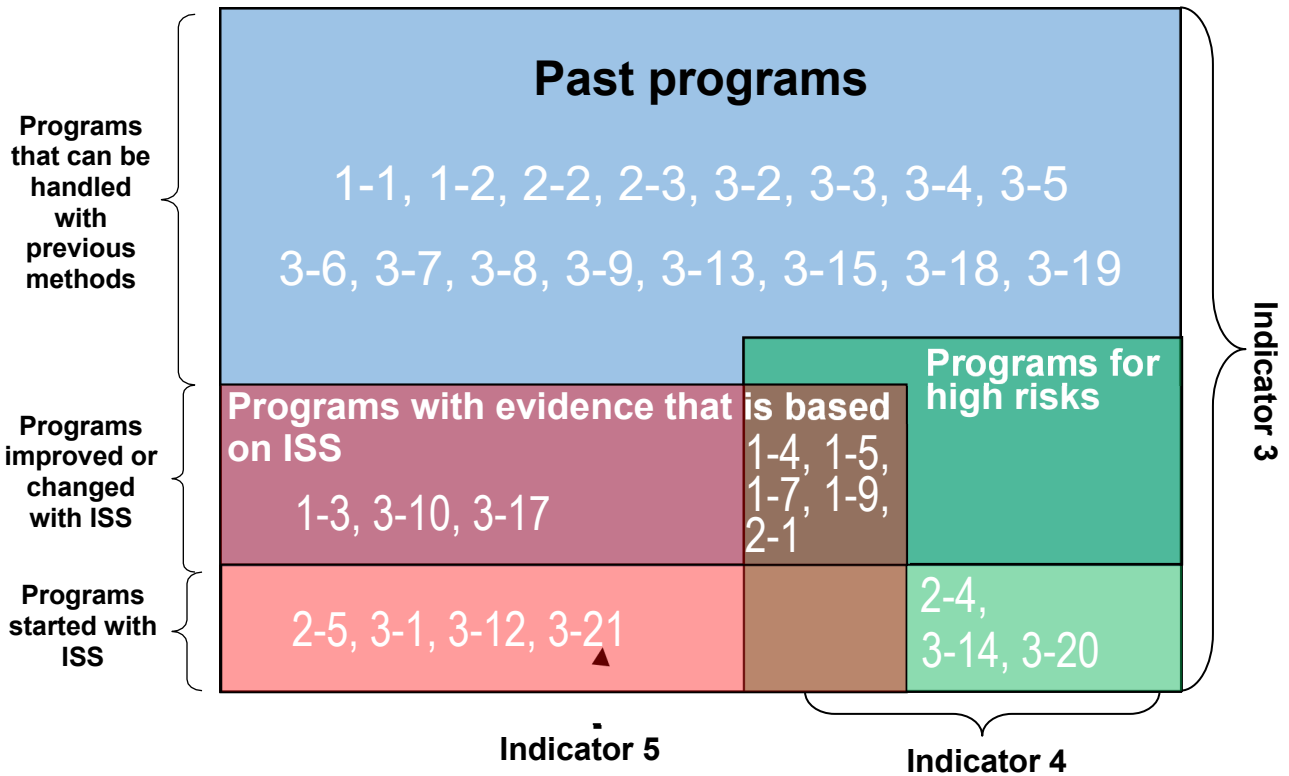 Past programs
Programs
that can be
handled
with
previous
methods
1-1, 1-2, 2-2, 2-3, 3-2, 3-3, 3-4, 3-5
3-6, 3-7, 3-8, 3-9, 3-13, 3-15, 3-18, 3-19
Indicator 3
Programs for
high risks
Programs
improved or
changed
with ISS
Programs with evidence that is based
on ISS
1-3, 3-10, 3-17
1-4, 1-5,
1-7, 1-9,
2-1
Programs
started with
ISS
2-5, 3-1, 3-12, 3-21
2-4,
3-14, 3-20
Indicator 5
Indicator 4